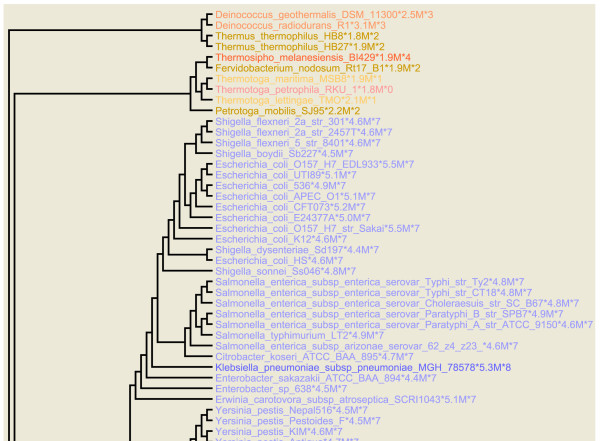 Deinococcus_geothermalis_DSM_11300*2.5M*3
Deinococcus_radiodurans_R1*3.1M*3
Thermus_thermophilus_HB8*1.8M*2
Thermus_thermophilus_HB27*1.9M*2
Thermosipho_melanesiensis_BI429*1.9M*4
Fervidobacterium_nodosum_Rt17_B1*1.9M*2
Thermotoga_maritima_MSB8*1.9M*1
Thermotoga_petrophila_RKU_1*1.8M*0
Thermotoga_lettingae_TMO*2.1M*1
Petrotoga_mobilis_SJ95*2.2M*2
Shigella_flexneri_2a_str_301*4.6M*7
Shigella_flexneri_2a_str_2457T*4.6M*7
Shigella_flexneri_5_str_8401*4.6M*7
Shigella_boydii_Sb227*4.5M*7
Escherichia_coli_O157_H7_EDL933*5.5M*7
Escherichia_coli_UTI89*5.1M*7
Escherichia_coli_536*4.9M*7
Escherichia_coli_APEC_O1*5.1M*7
Escherichia_coli_CFT073*5.2M*7
Escherichia_coli_E24377A*5.0M*7
Escherichia_coli_O157_H7_str_Sakai*5.5M*7
Escherichia_coli_K12*4.6M*7
Shigella_dysenteriae_Sd197*4.4M*7
Escherichia_coli_HS*4.6M*7
Shigella_sonnei_Ss046*4.8M*7
Salmonella_enterica_subsp_enterica_serovar_Typhi_str_Ty2*4.8M*7
Salmonella_enterica_subsp_enterica_serovar_Typhi_str_CT18*4.8M*7
Salmonella_enterica_subsp_enterica_serovar_Choleraesuis_str_SC_B67*4.8M*7
Salmonella_enterica_subsp_enterica_serovar_Paratyphi_B_str_SPB7*4.9M*7
Salmonella_enterica_subsp_enterica_serovar_Paratyphi_A_str_ATCC_9150*4.6M*7
Salmonella_typhimurium_LT2*4.9M*7
Salmonella_enterica_subsp_arizonae_serovar_62_z4_z23_*4.6M*7
Citrobacter_koseri_ATCC_BAA_895*4.7M*7
Klebsiella_pneumoniae_subsp_pneumoniae_MGH_78578*5.3M*8
Enterobacter_sakazakii_ATCC_BAA_894*4.4M*7
Enterobacter_sp_638*4.5M*7
Erwinia_carotovora_subsp_atroseptica_SCRI1043*5.1M*7
Yersinia_pestis_Nepal516*4.5M*7
Yersinia_pestis_Pestoides_F*4.5M*7
Yersinia_pestis_KIM*4.6M*7
Yersinia_pestis_Antiqua*4.7M*7